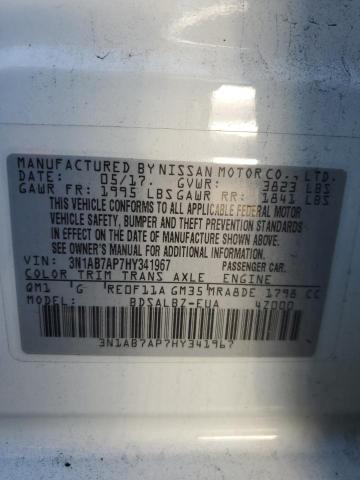 MANUFACTURED BY NISSAN MOTOR CO., LTD.
DATE: 05/17. GVWR: 3823 LBS
GAWR FR: 1995 LBS GAWR RR: 1841 LBS
THIS VEHICLE CONFORMS TO ALL APPLICABLE FEDERAL MOTOR
VEHICLE SAFETY, BUMPER AND THEFT PREVENTION STANDARDS
IN EFFECT ON THE DATE OF MANUFACTURE SHOWN ABOVE.
SEE OWNER'S MANUAL OR ADDITIONAL INFORMATION.
VIN: 3N1AB7AP7HY341967 PASSENGER CAR.
COLOR TRIM TRANS AXLE ENGINE
QM1 G RE0F11A GM35 MRA8DE 1798 CC
MODEL: BDSALBZ-EUA 4Z000
3N1AB7AP7HY341967